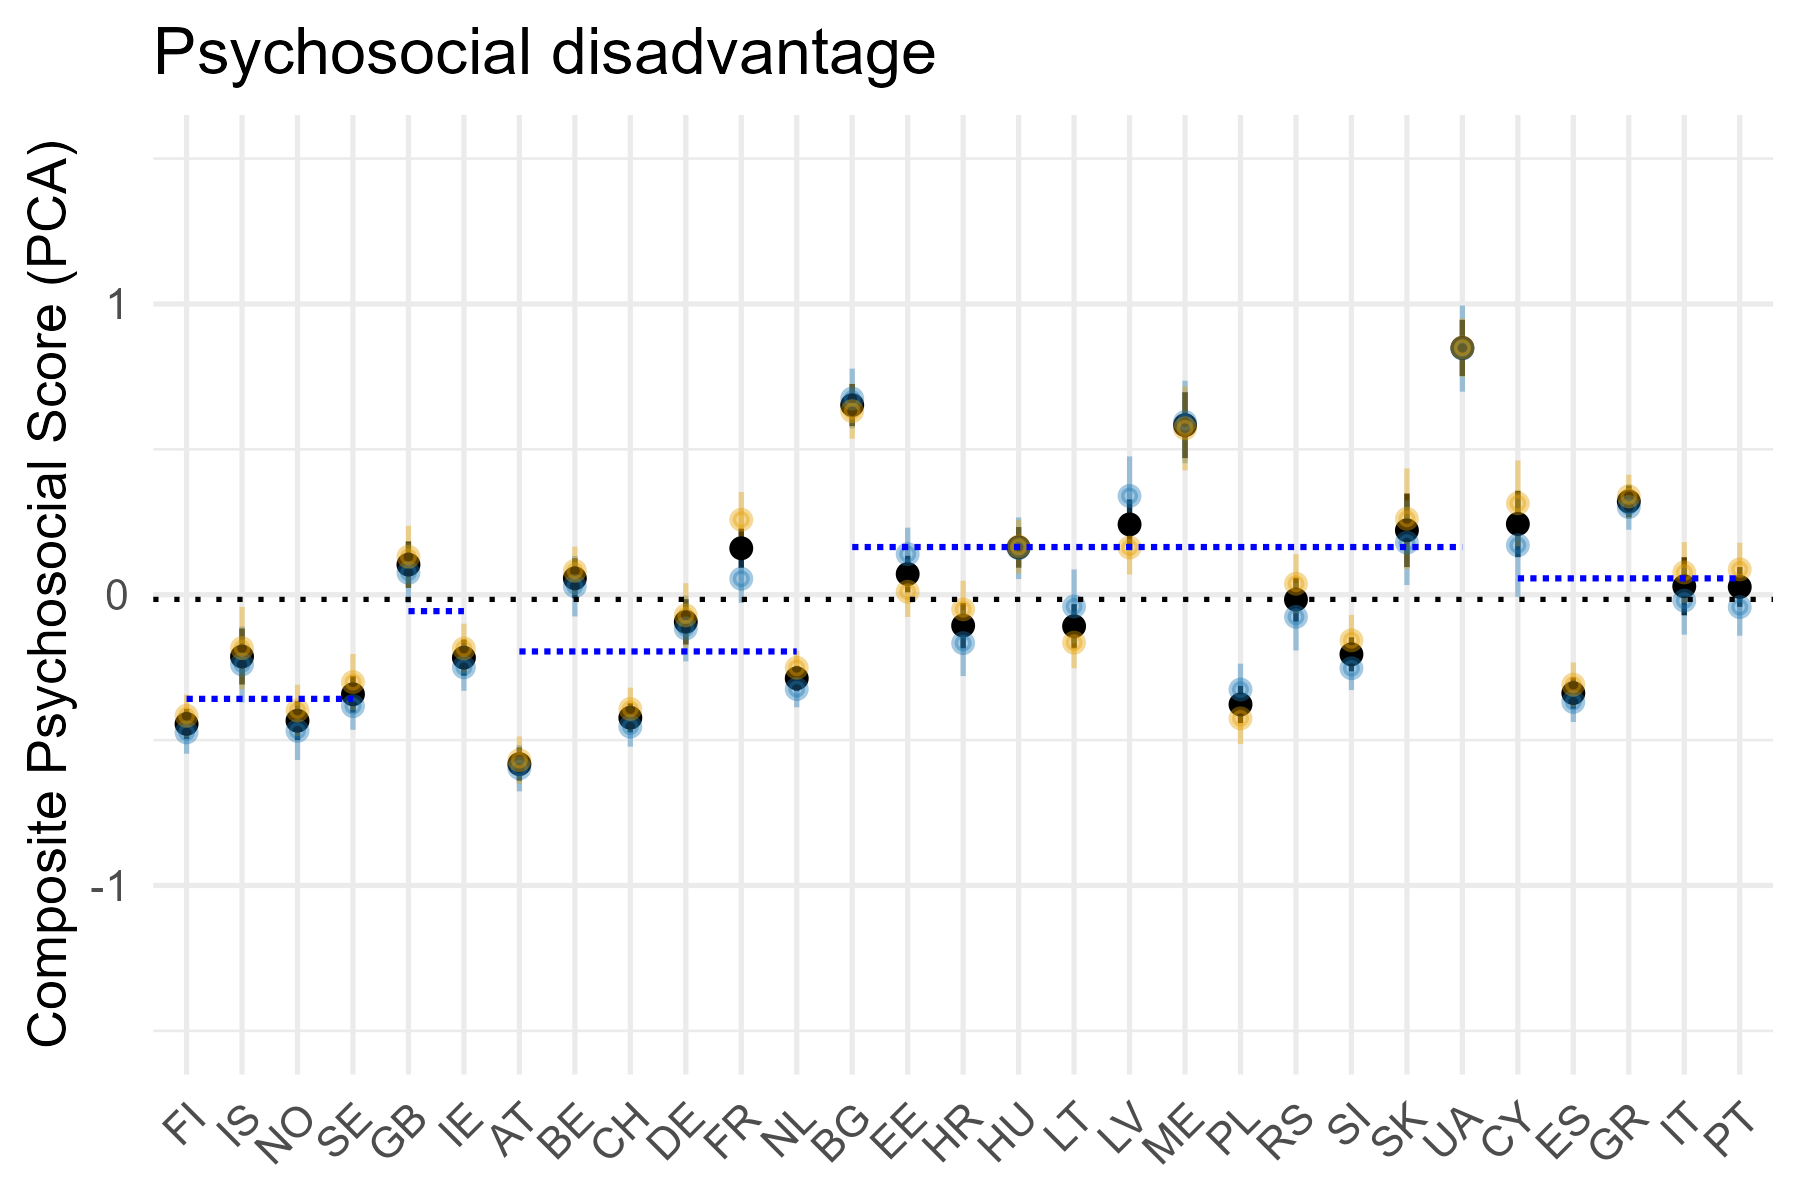 Psychosocial disadvantage
Composite Psychosocial Score (PCA)
1
0
-1
FI IS NO SE GB IE AT BE CH DE FR NL BG EE HR HU LT LV ME PL RS SI SK UA CY ES GR IT PT